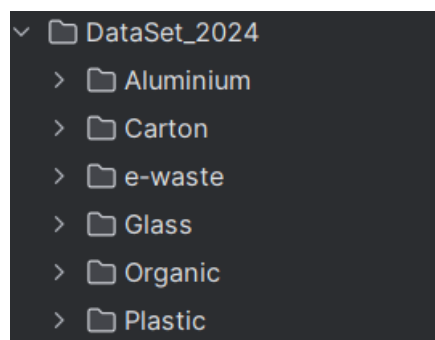 DataSet_2024
Aluminium
Carton
e-waste
Glass
Organic
Plastic